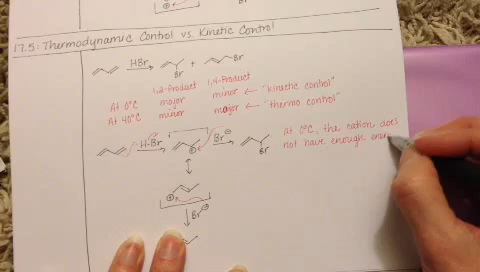 17.5: Thermodynamic Control vs. Kinetic Control
HBr
+
Br
Br
1,2-Product 1,4-Product
At 0°C major minor ← "kinetic control"
At 40°C minor major ← "thermo control"
H-Br
Br⊖
Br
At 0°C, the cation does
not have enough
Br⊖